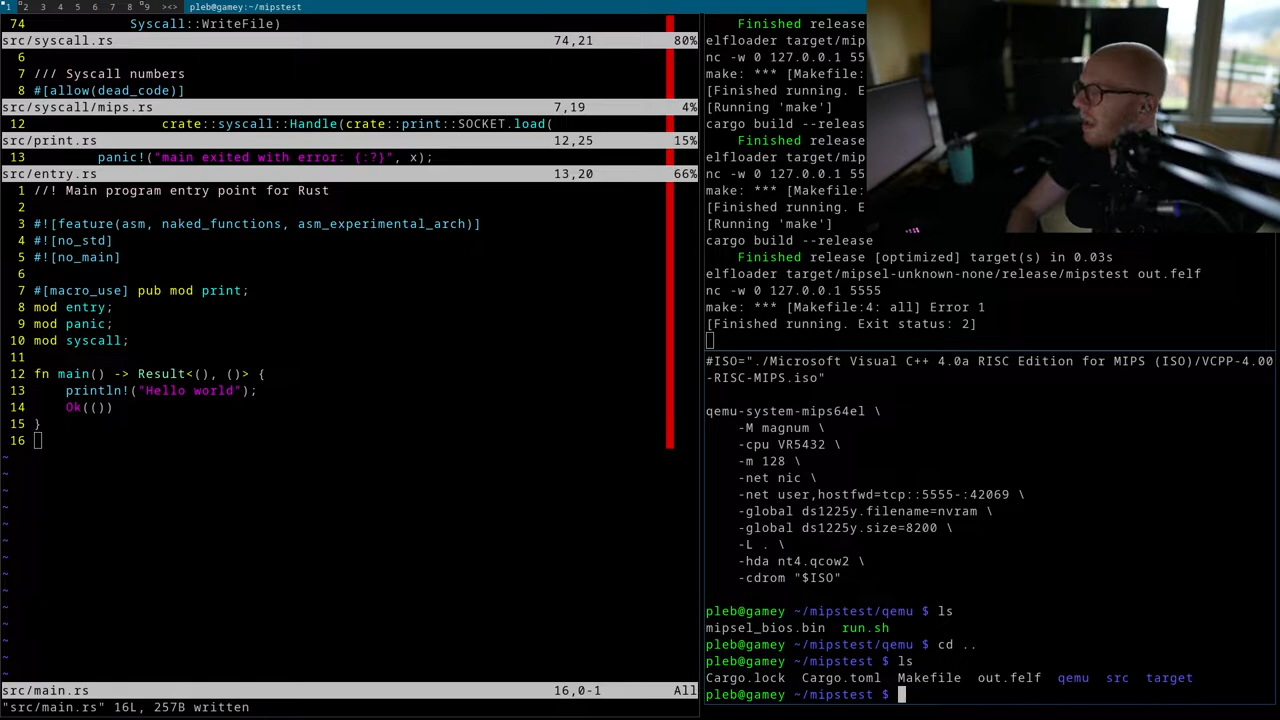 1 2 3 4 5 6 7 8 9 ><> pleb@gamey:~/mipstest
74 Syscall::WriteFile)
src/syscall.rs 74,21 80%
6
7 /// Syscall numbers
8 #[allow(dead_code)]
src/syscall/mips.rs 7,19 4%
12 crate::syscall::Handle(crate::print::SOCKET.load(
src/print.rs 12,25 15%
13 panic!("main exited with error: {:?}", x);
src/entry.rs 13,20 66%
1 //! Main program entry point for Rust
2
3 #![feature(asm, naked_functions, asm_experimental_arch)]
4 #![no_std]
5 #![no_main]
6
7 #[macro_use] pub mod print;
8 mod entry;
9 mod panic;
10 mod syscall;
11
12 fn main() -> Result<(), ()> {
13 println!("Hello world");
14 Ok(())
15 }
16
~
~
~
~
~
~
~
~
~
~
~
~
~
~
src/main.rs 16,0-1 All
"src/main.rs" 16L, 257B written
Finished release
elfloader target/mip
nc -w 0 127.0.0.1 555
make: *** [Makefile:
[Finished running. E
[Running 'make']
cargo build --releas
Finished release
elfloader target/mip
nc -w 0 127.0.0.1 555
make: *** [Makefile:
[Finished running. E
[Running 'make']
cargo build --release
Finished release [optimized] target(s) in 0.03s
elfloader target/mipsel-unknown-none/release/mipstest out.felf
nc -w 0 127.0.0.1 5555
make: *** [Makefile:4: all] Error 1
[Finished running. Exit status: 2]
#ISO="./Microsoft Visual C++ 4.0a RISC Edition for MIPS (ISO)/VCPP-4.00
-RISC-MIPS.iso"
qemu-system-mips64el \
-M magnum \
-cpu VR5432 \
-m 128 \
-net nic \
-net user,hostfwd=tcp::5555-:42069 \
-global ds1225y.filename=nvram \
-global ds1225y.size=8200 \
-L . \
-hda nt4.qcow2 \
-cdrom "$ISO"
pleb@gamey ~/mipstest/qemu $ ls
mipsel_bios.bin run.sh
pleb@gamey ~/mipstest/qemu $ cd ..
pleb@gamey ~/mipstest $ ls
Cargo.lock Cargo.toml Makefile out.felf qemu src target
pleb@gamey ~/mipstest $